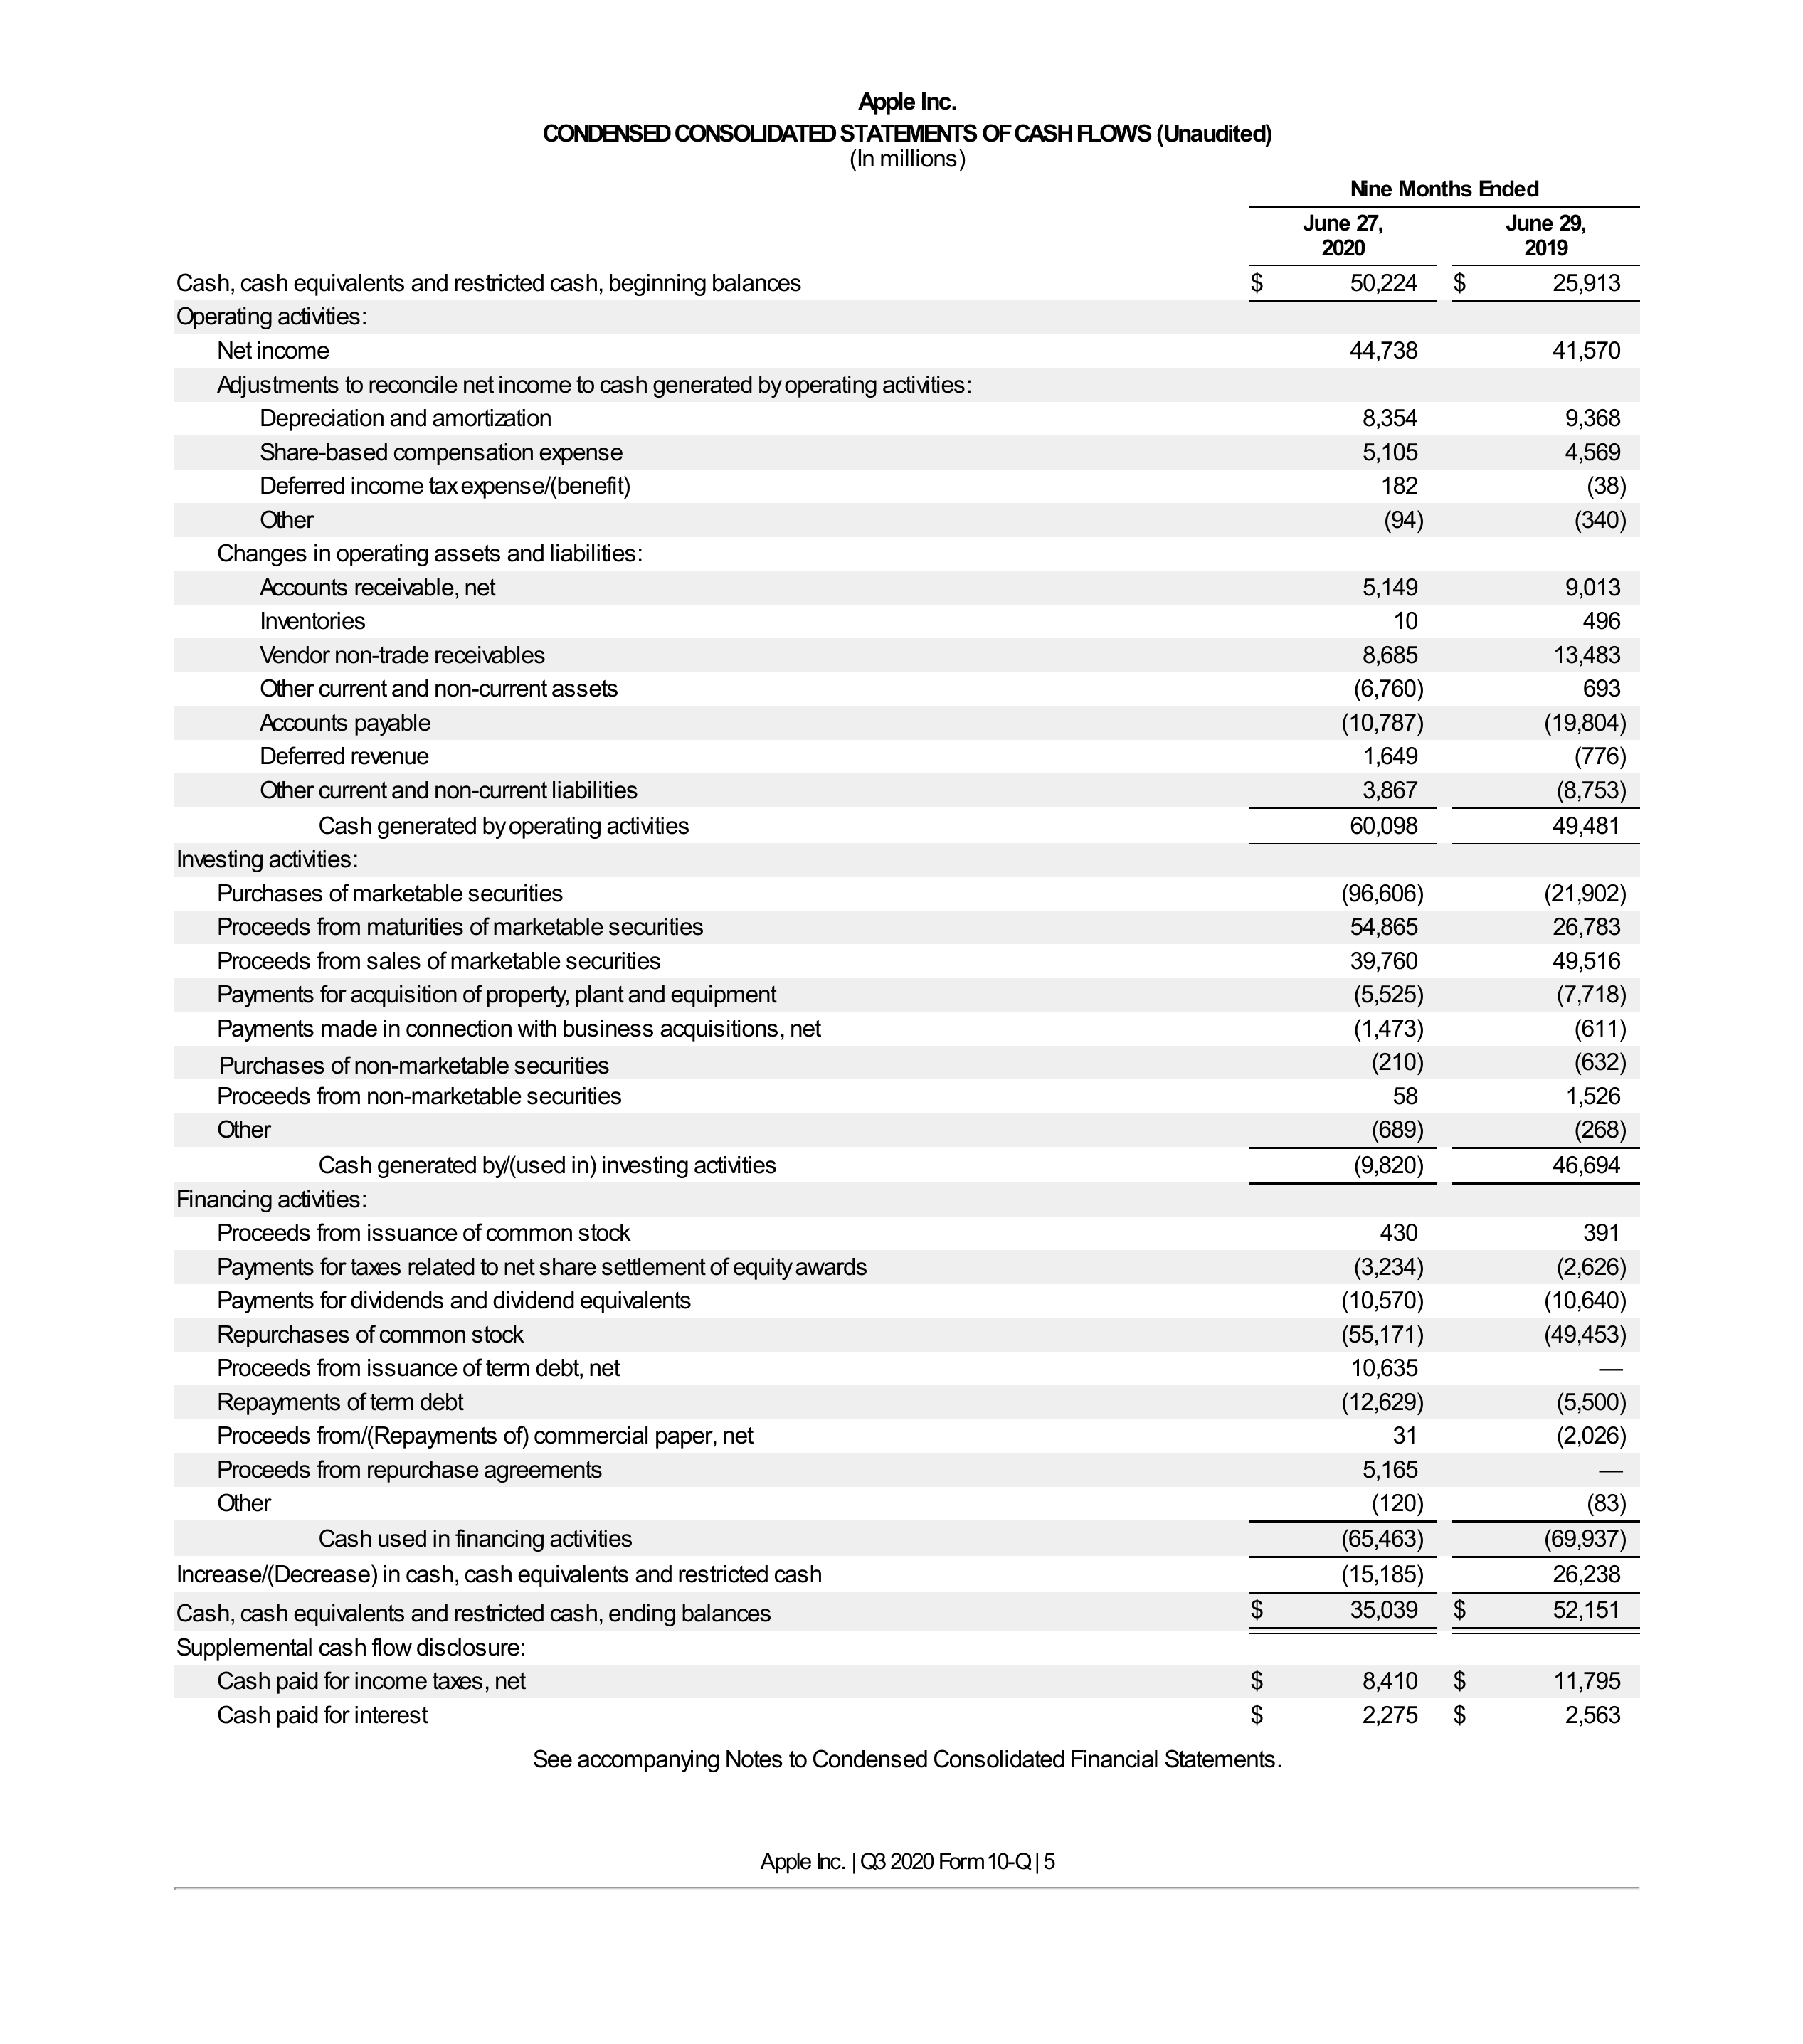 Apple Inc.
CONDENSED CONSOLIDATED STATEMENTS OF CASH FLOWS (Unaudited)
(In millions)
Nine Months Ended
June 27, 2020 June 29, 2019
Cash, cash equivalents and restricted cash, beginning balances $ 50,224 $ 25,913
Operating activities:
Net income 44,738 41,570
Adjustments to reconcile net income to cash generated by operating activities:
Depreciation and amortization 8,354 9,368
Share-based compensation expense 5,105 4,569
Deferred income tax expense/(benefit) 182 (38)
Other (94) (340)
Changes in operating assets and liabilities:
Accounts receivable, net 5,149 9,013
Inventories 10 496
Vendor non-trade receivables 8,685 13,483
Other current and non-current assets (6,760) 693
Accounts payable (10,787) (19,804)
Deferred revenue 1,649 (776)
Other current and non-current liabilities 3,867 (8,753)
Cash generated by operating activities 60,098 49,481
Investing activities:
Purchases of marketable securities (96,606) (21,902)
Proceeds from maturities of marketable securities 54,865 26,783
Proceeds from sales of marketable securities 39,760 49,516
Payments for acquisition of property, plant and equipment (5,525) (7,718)
Payments made in connection with business acquisitions, net (1,473) (611)
Purchases of non-marketable securities (210) (632)
Proceeds from non-marketable securities 58 1,526
Other (689) (268)
Cash generated by/(used in) investing activities (9,820) 46,694
Financing activities:
Proceeds from issuance of common stock 430 391
Payments for taxes related to net share settlement of equity awards (3,234) (2,626)
Payments for dividends and dividend equivalents (10,570) (10,640)
Repurchases of common stock (55,171) (49,453)
Proceeds from issuance of term debt, net 10,635 —
Repayments of term debt (12,629) (5,500)
Proceeds from/(Repayments of) commercial paper, net 31 (2,026)
Proceeds from repurchase agreements 5,165 —
Other (120) (83)
Cash used in financing activities (65,463) (69,937)
Increase/(Decrease) in cash, cash equivalents and restricted cash (15,185) 26,238
Cash, cash equivalents and restricted cash, ending balances $ 35,039 $ 52,151
Supplemental cash flow disclosure:
Cash paid for income taxes, net $ 8,410 $ 11,795
Cash paid for interest $ 2,275 $ 2,563
See accompanying Notes to Condensed Consolidated Financial Statements.
Apple Inc. | Q3 2020 Form 10-Q | 5